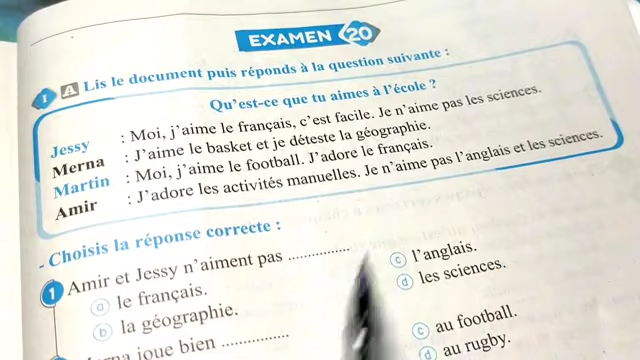 EXAMEN 20
1 A Lis le document puis réponds à la question suivante :
Qu'est-ce que tu aimes à l'école ?
Jessy : Moi, j'aime le français, c'est facile. Je n'aime pas les sciences.
Merna : J'aime le basket et je déteste la géographie.
Martin : Moi, j'aime le football. J'adore le français.
Amir : J'adore les activités manuelles. Je n'aime pas l'anglais et les sciences.
- Choisis la réponse correcte :
1 Amir et Jessy n'aiment pas ................
a le français.
c l'anglais.
b la géographie.
d les sciences.
joue bien ................
c au football.
d au rugby.